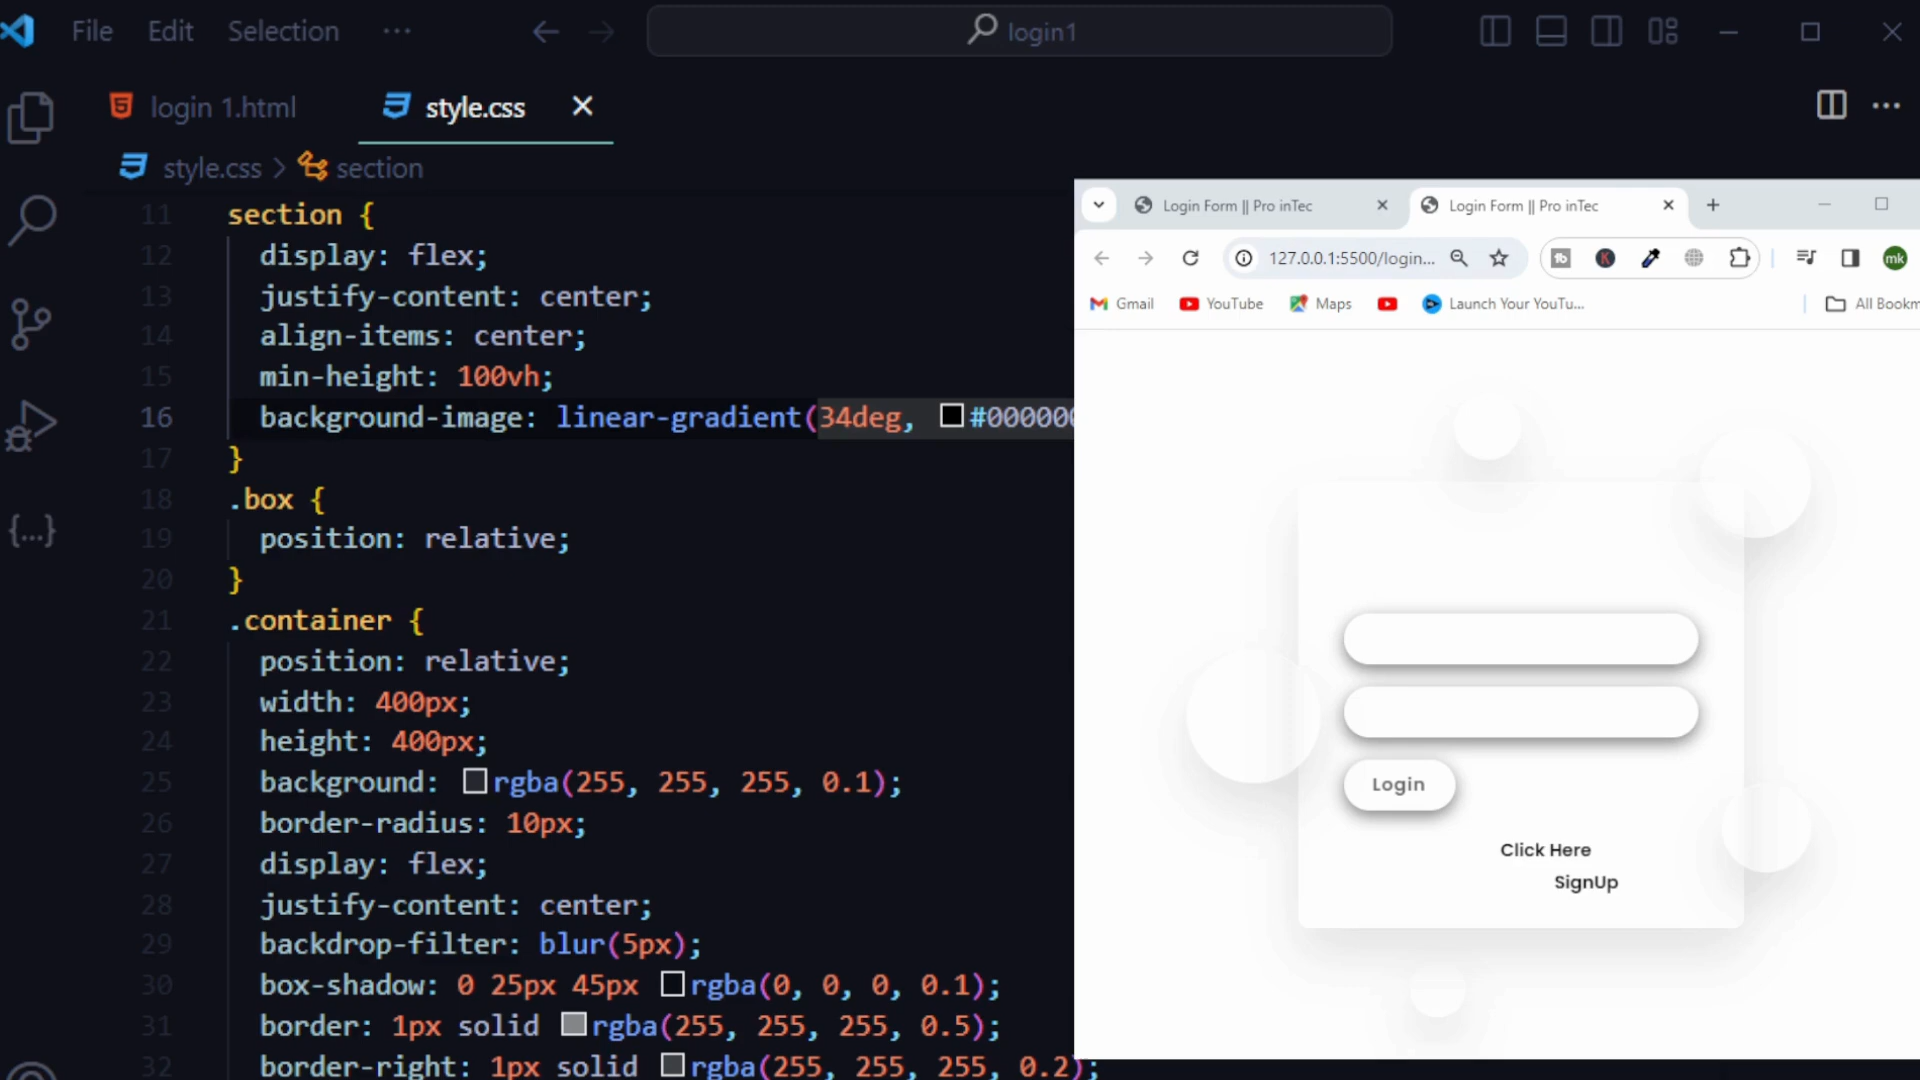 File Edit Selection ··· login1
login 1.html style.css
style.css > section
11 section {
12 display: flex;
13 justify-content: center;
14 align-items: center;
15 min-height: 100vh;
16 background-image: linear-gradient(34deg, #000000
17 }
18 .box {
19 position: relative;
20 }
21 .container {
22 position: relative;
23 width: 400px;
24 height: 400px;
25 background: rgba(255, 255, 255, 0.1);
26 border-radius: 10px;
27 display: flex;
28 justify-content: center;
29 backdrop-filter: blur(5px);
30 box-shadow: 0 25px 45px rgba(0, 0, 0, 0.1);
31 border: 1px solid rgba(255, 255, 255, 0.5);
32 border-right: 1px solid rgba(255, 255, 255, 0.2);
Login Form || Pro inTec Login Form || Pro inTec
127.0.0.1:5500/login... mk
Gmail YouTube Maps Launch Your YouTu... All Bookm
Login
Click Here
SignUp